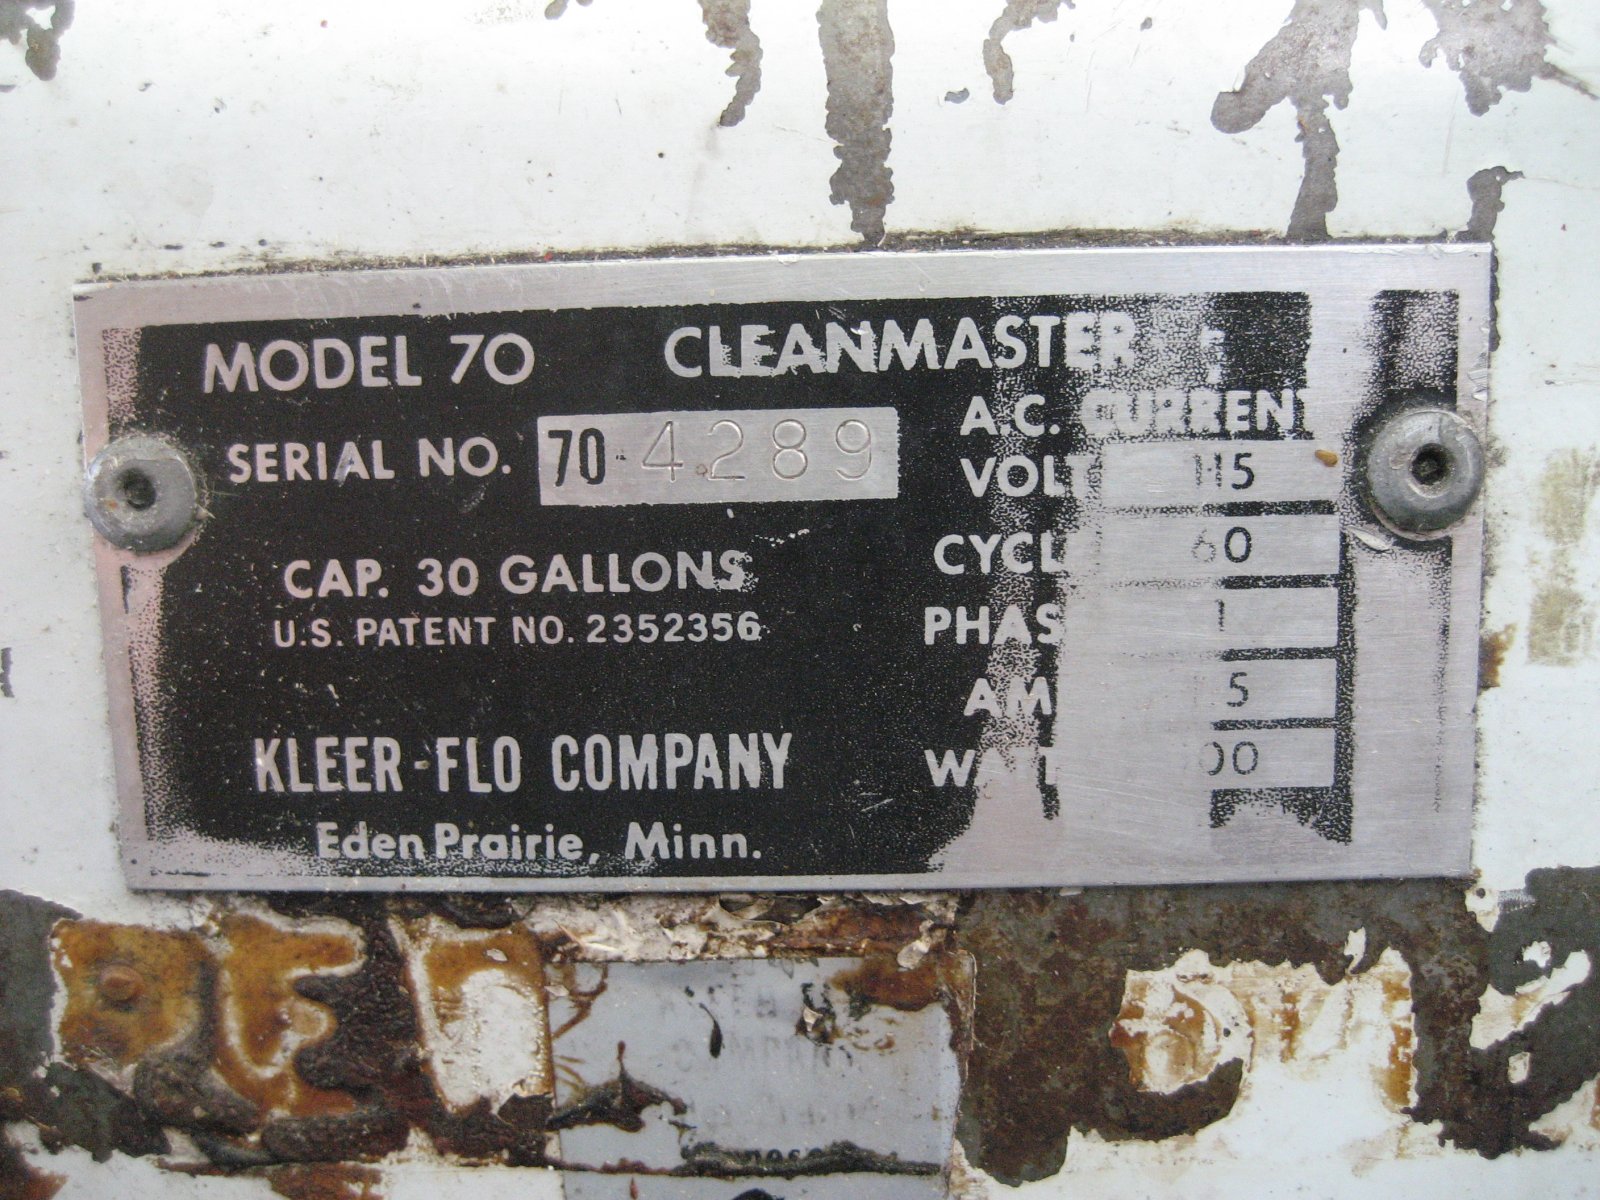 MODEL 70 CLEANMASTER
SERIAL NO. 70-4289
CAP. 30 GALLONS
U.S. PATENT NO. 2352356
KLEER-FLO COMPANY
Eden Prairie, Minn.
A.C. CURRENT
VOLT 115
CYCL 60
PHAS 1
AM 5